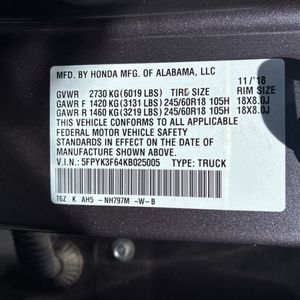 MFD. BY HONDA MFG. OF ALABAMA, LLC
11/'18
GVWR 2730 KG(6019 LBS) TIRE SIZE RIM SIZE
GAWR F 1420 KG(3131 LBS)245/60R18 105H 18X8.0J
GAWR R 1460 KG(3219 LBS)245/60R18 105H 18X8.0J
THIS VEHICLE CONFORMS TO ALL APPLICABLE
FEDERAL MOTOR VEHICLE SAFETY STANDARDS
IN EFFECT ON THE DATE OF
MANUFACTURE SHOWN ABOVE.
V.I.N:5FPYK3F64KB025005 TYPE: TRUCK
T6Z K AH5 -NH797M -W-B